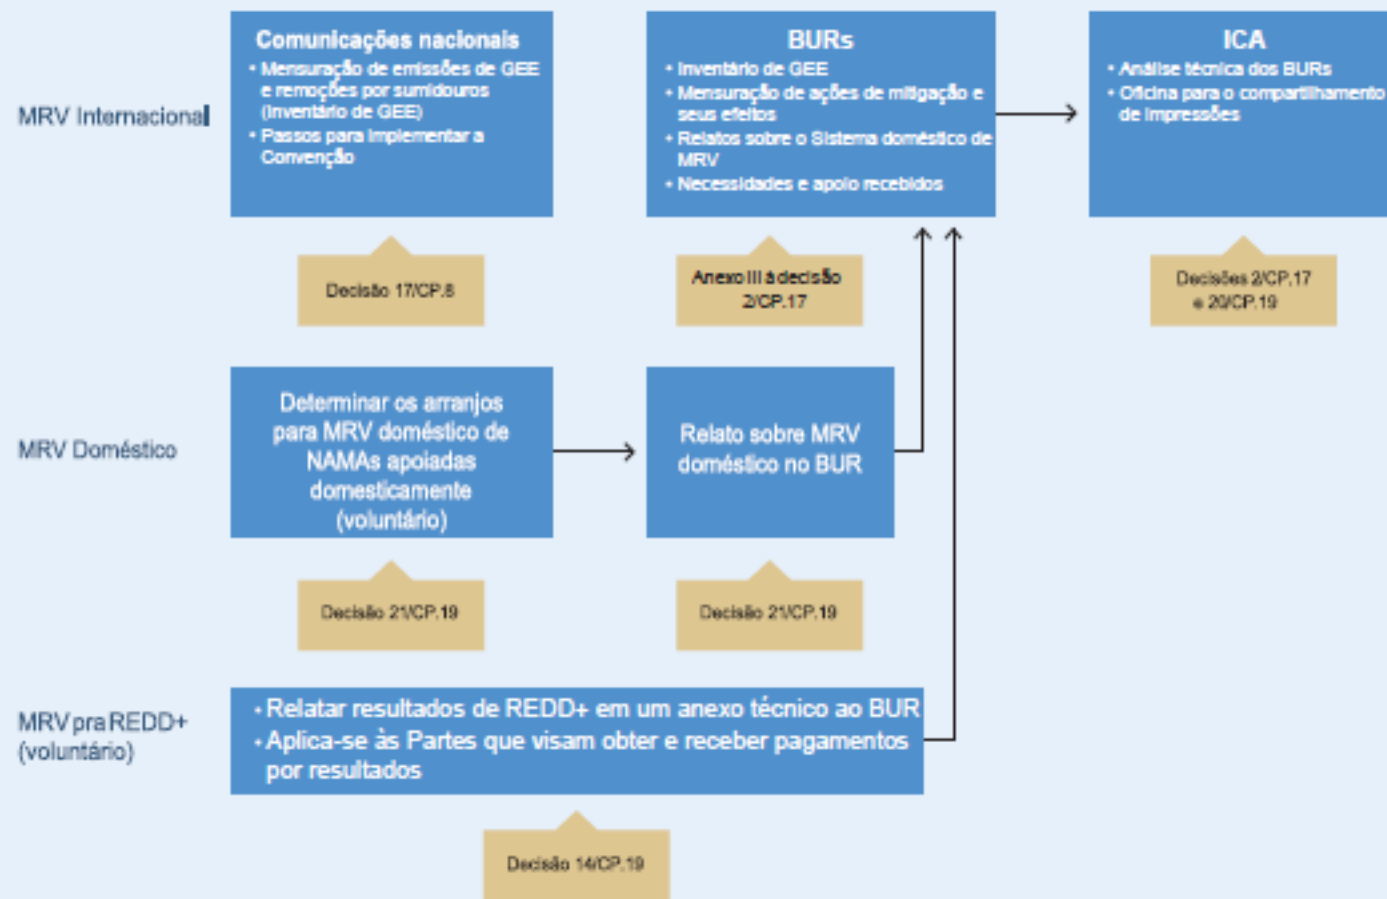 MRV Internacional
Comunicações nacionais
• Mensuração de emissões de GEE
e remoções por sumidouros
(Inventário de GEE)
• Passos para implementar a
Convenção
BURs
• Inventário de GEE
• Mensuração de ações de mitigação e
seus efeitos
• Relatos sobre o Sistema doméstico de
MRV
• Necessidades e apoio recebidos
ICA
• Análise técnica dos BURs
• Oficina para o compartilhamento
de impressões
Decisão 17/CP.8
Anexo III à decisão
2/CP.17
Decisões 2/CP.17
e 20/CP.19
MRV Doméstico
Determinar os arranjos
para MRV doméstico de
NAMAs apoiadas
domesticamente
(voluntário)
Relato sobre MRV
doméstico no BUR
Decisão 21/CP.19
Decisão 21/CP.19
MRV pra REDD+
(voluntário)
• Relatar resultados de REDD+ em um anexo técnico ao BUR
• Aplica-se às Partes que visam obter e receber pagamentos
por resultados
Decisão 14/CP.19